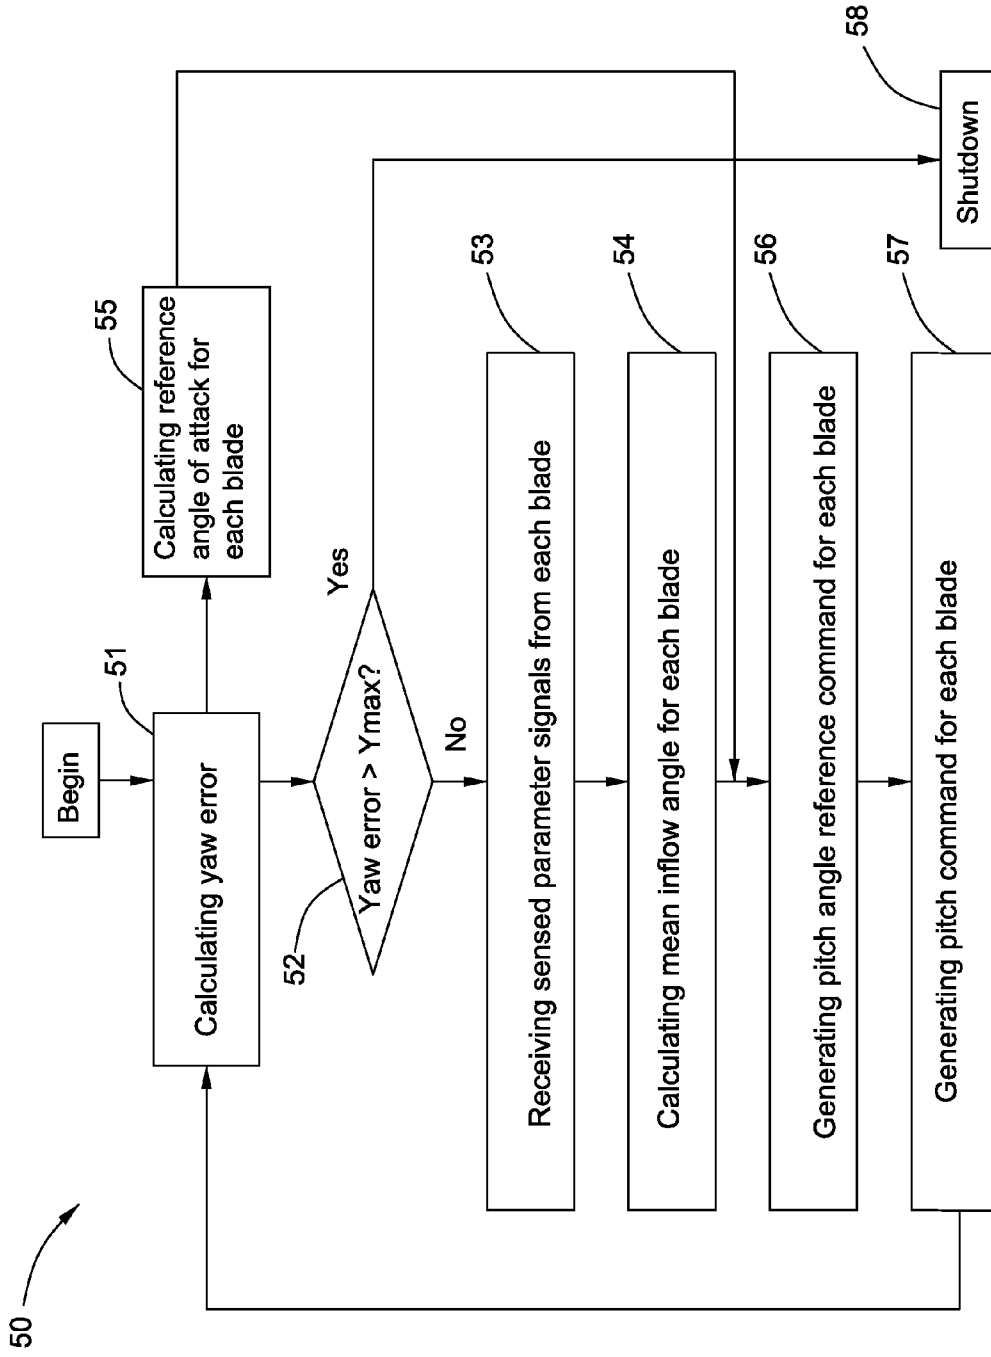 50
Begin
51
Calculating yaw error
55
Calculating reference
angle of attack for
each blade
52
Yaw error > Ymax?
Yes
No
53
Receiving sensed parameter signals from each blade
54
Calculating mean inflow angle for each blade
56
Generating pitch angle reference command for each blade
57
Generating pitch command for each blade
58
Shutdown